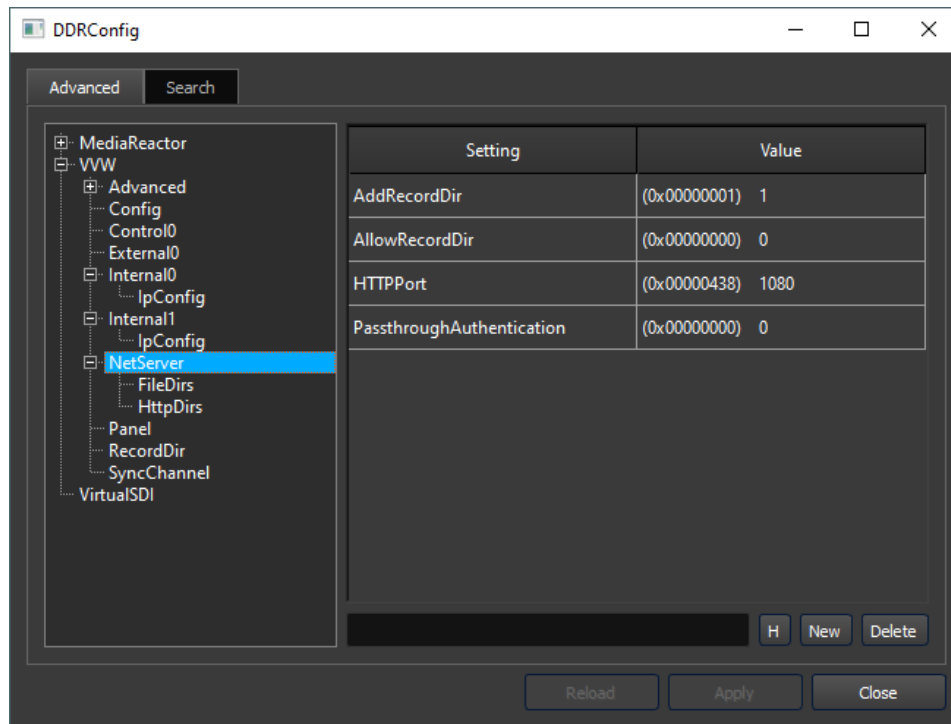 DDRConfig
Advanced Search
MediaReactor
VVW
Advanced
Config
Control0
External0
Internal0
IpConfig
Internal1
IpConfig
NetServer
FileDirs
HttpDirs
Panel
RecordDir
SyncChannel
VirtualSDI
Setting Value
AddRecordDir (0x00000001) 1
AllowRecordDir (0x00000000) 0
HTTPPort (0x00000438) 1080
PassthroughAuthentication (0x00000000) 0
H New Delete
Reload Apply Close